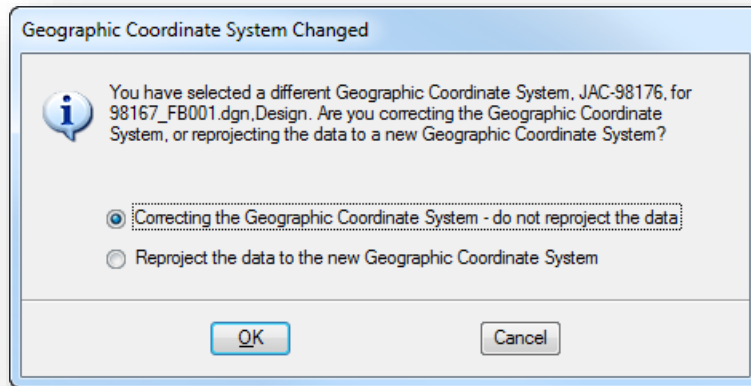 Geographic Coordinate System Changed
You have selected a different Geographic Coordinate System, JAC-98176, for
98167_FB001.dgn,Design. Are you correcting the Geographic Coordinate
System, or reprojecting the data to a new Geographic Coordinate System?
Correcting the Geographic Coordinate System - do not reproject the data
Reproject the data to the new Geographic Coordinate System
OK
Cancel